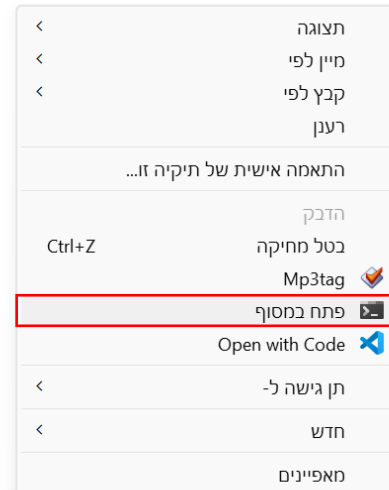 תצוגה
מיין לפי
קבץ לפי
רענן
התאמה אישית של תיקיה זו...
הדבק
בטל מחיקה Ctrl+Z
Mp3tag
פתח במסוף
Open with Code
תן גישה ל-
חדש
מאפיינים